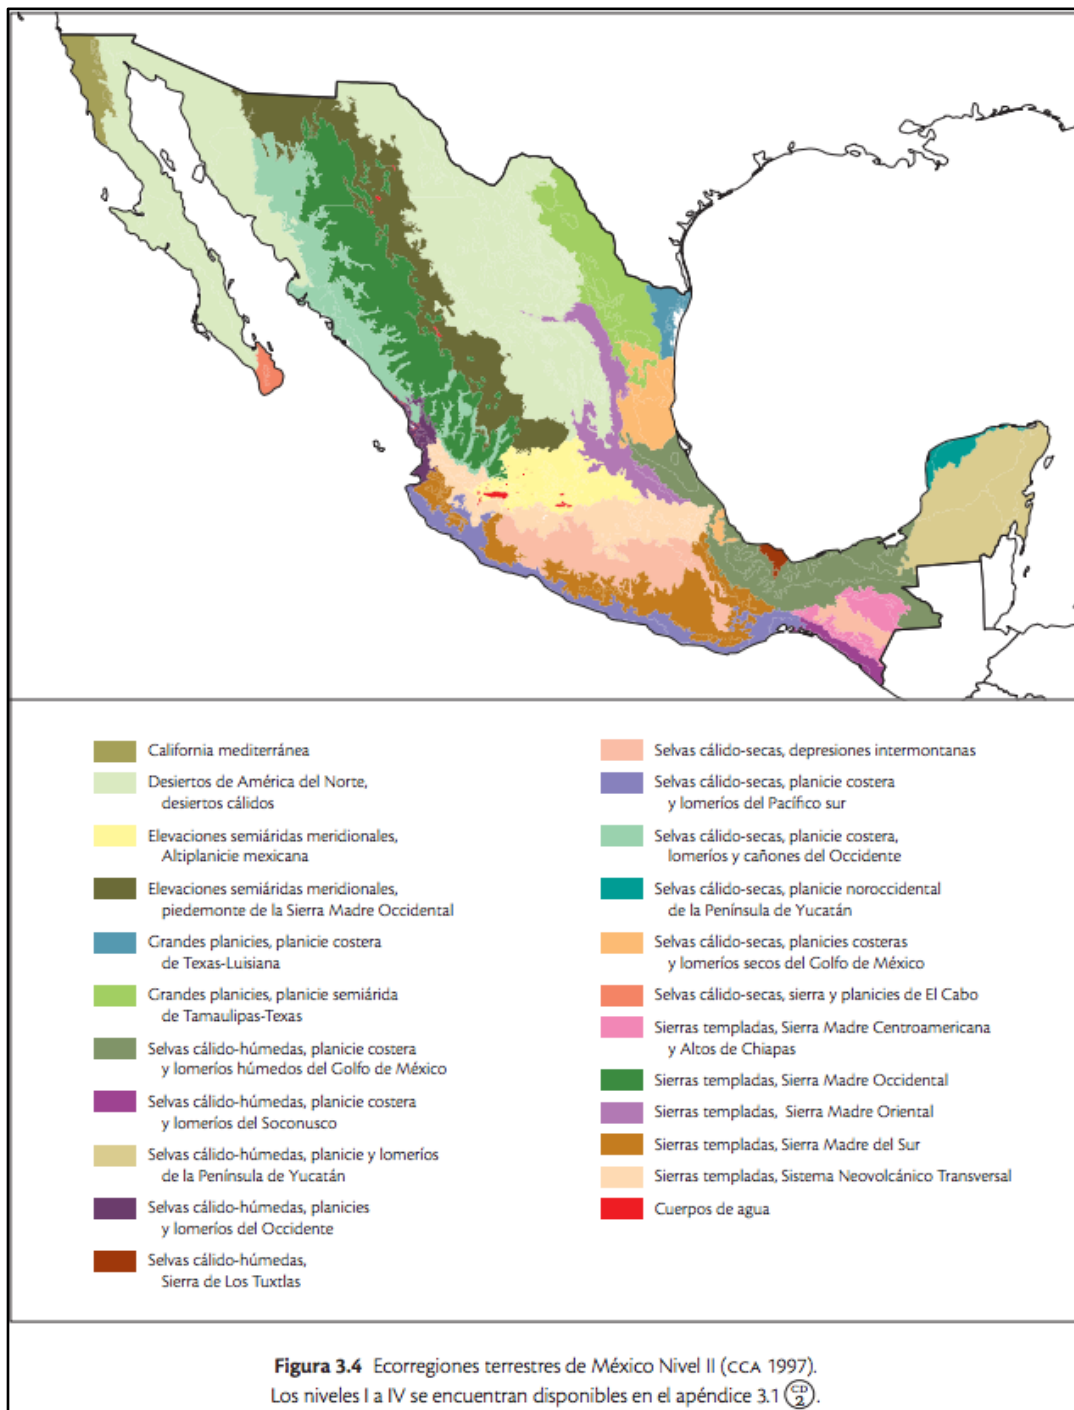 California mediterránea
Desiertos de América del Norte,
desiertos cálidos
Elevaciones semiáridas meridionales,
Altiplanicie mexicana
Elevaciones semiáridas meridionales,
piedemonte de la Sierra Madre Occidental
Grandes planicies, planicie costera
de Texas-Luisiana
Grandes planicies, planicie semiárida
de Tamaulipas-Texas
Selvas cálido-húmedas, planicie costera
y lomeríos húmedos del Golfo de México
Selvas cálido-húmedas, planicie costera
y lomeríos del Soconusco
Selvas cálido-húmedas, planicie y lomeríos
de la Península de Yucatán
Selvas cálido-húmedas, planicies
y lomeríos del Occidente
Selvas cálido-húmedas,
Sierra de Los Tuxtlas
Selvas cálido-secas, depresiones intermontanas
Selvas cálido-secas, planicie costera
y lomeríos del Pacífico sur
Selvas cálido-secas, planicie costera,
lomeríos y cañones del Occidente
Selvas cálido-secas, planicie noroccidental
de la Península de Yucatán
Selvas cálido-secas, planicies costeras
y lomeríos secos del Golfo de México
Selvas cálido-secas, sierra y planicies de El Cabo
Sierras templadas, Sierra Madre Centroamericana
y Altos de Chiapas
Sierras templadas, Sierra Madre Occidental
Sierras templadas, Sierra Madre Oriental
Sierras templadas, Sierra Madre del Sur
Sierras templadas, Sistema Neovolcánico Transversal
Cuerpos de agua
Figura 3.4 Ecorregiones terrestres de México Nivel II (CCA 1997).
Los niveles I a IV se encuentran disponibles en el apéndice 3.1 CD 2.